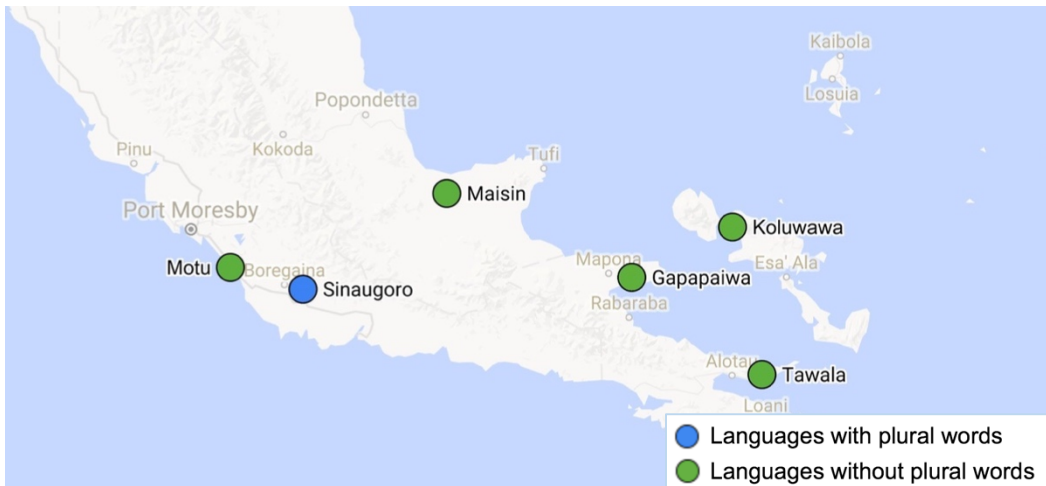 Kaibola
Losuia
Popondetta
Kokoda
Tufi
Pinu
Maisin
Port Moresby
Koluwawa
Motu
Boregaina
Mapona
Esa' Ala
Gapapaiwa
Sinaugoro
Rabaraba
Alotau
Tawala
Loani
Languages with plural words
Languages without plural words